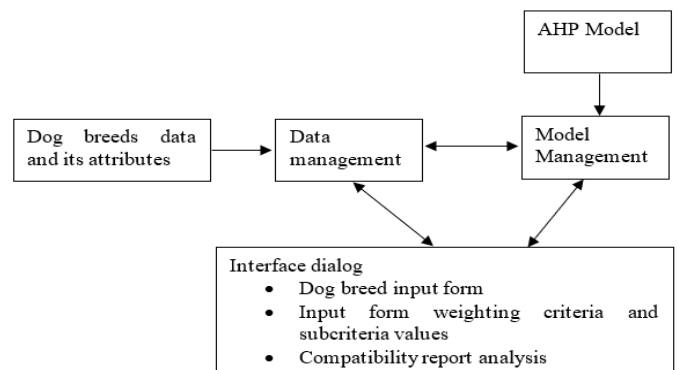 AHP Model
Dog breeds data
and its attributes
Data
management
Model
Management
Interface dialog
• Dog breed input form
• Input form weighting criteria and
subcriteria values
• Compatibility report analysis